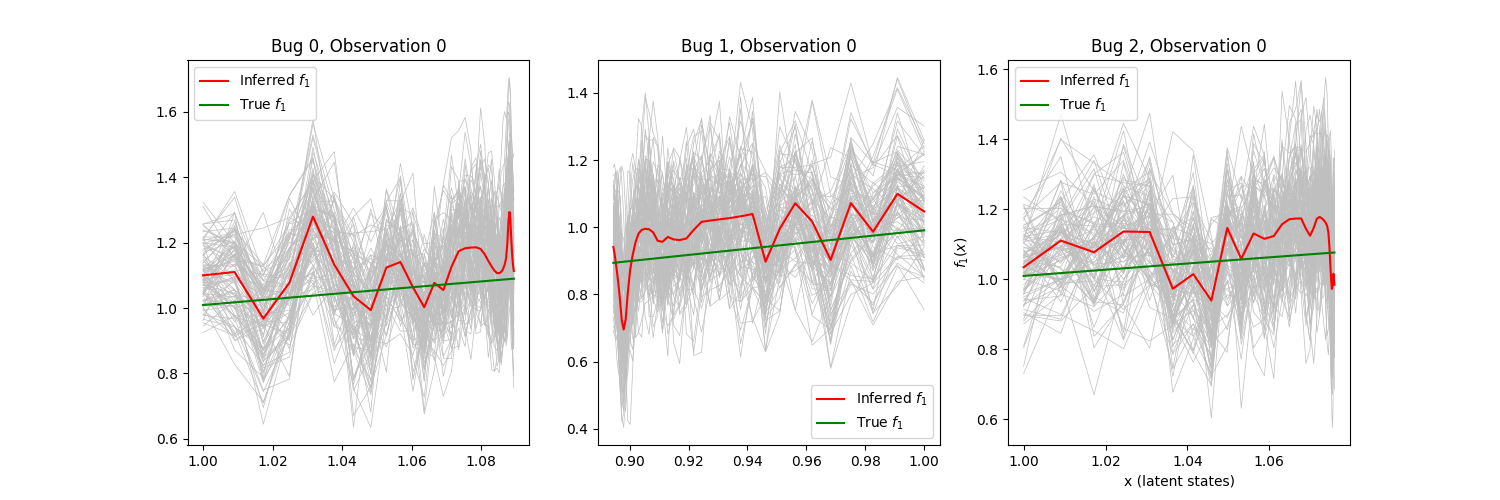 Bug 0, Observation 0
Inferred f₁
True f₁
1.6
1.4
1.2
1.0
0.8
0.6
1.00 1.02 1.04 1.06 1.08
Bug 1, Observation 0
1.4
1.2
1.0
0.8
0.6
0.4
Inferred f₁
True f₁
0.90 0.92 0.94 0.96 0.98 1.00
Bug 2, Observation 0
Inferred f₁
True f₁
f₁(x)
1.6
1.4
1.2
1.0
0.8
0.6
1.00 1.02 1.04 1.06
x (latent states)